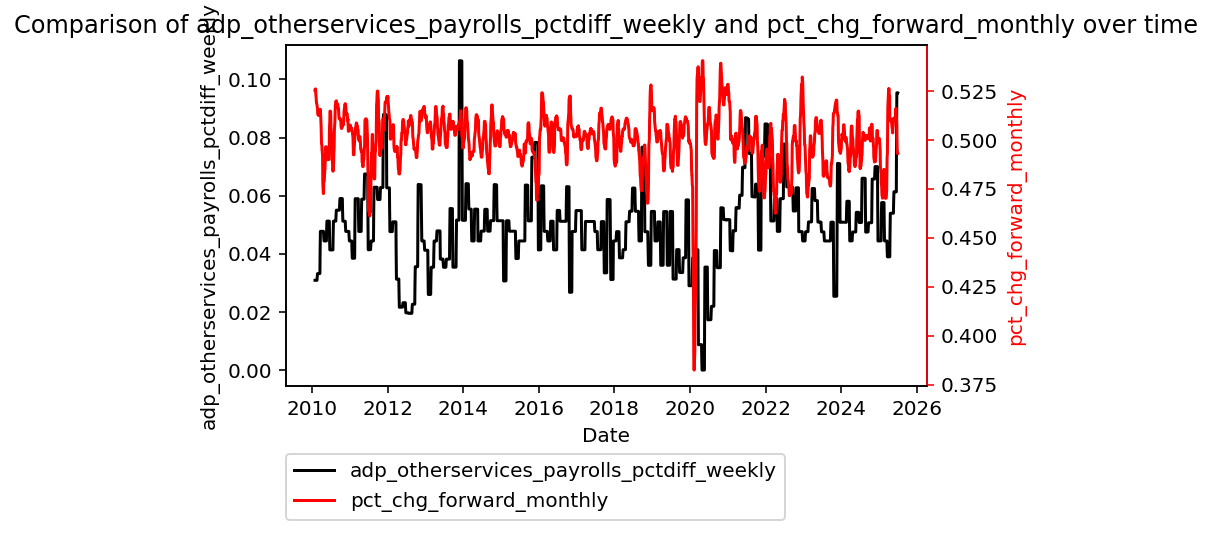 Comparison of adp_otherservices_payrolls_pctdiff_weekly and pct_chg_forward_monthly over time
adp_otherservices_payrolls_pctdiff_weekly
0.10
0.08
0.06
0.04
0.02
0.00
0.525
0.500
0.475
0.450
0.425
0.400
0.375
pct_chg_forward_monthly
2010 2012 2014 2016 2018 2020 2022 2024 2026
Date
adp_otherservices_payrolls_pctdiff_weekly
pct_chg_forward_monthly